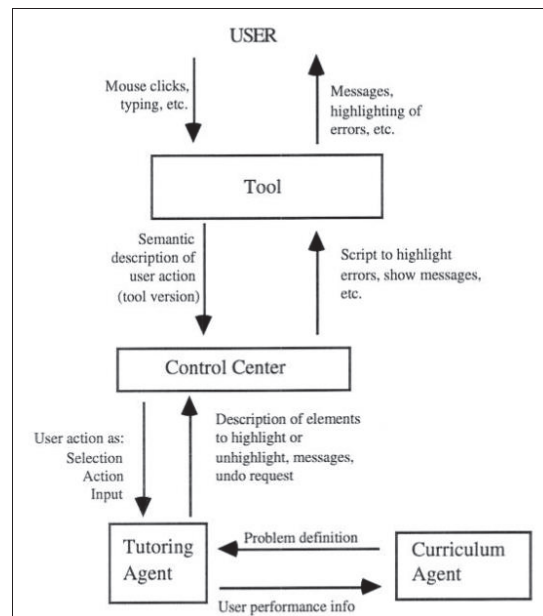 USER
Mouse clicks,
typing, etc.
Messages,
highlighting of
errors, etc.
Tool
Semantic
description of
user action
(tool version)
Script to highlight
errors, show messages,
etc.
Control Center
User action as:
Selection
Action
Input
Description of elements
to highlight or
unhighlight, messages,
undo request
Tutoring
Agent
Problem definition
Curriculum
Agent
User performance info